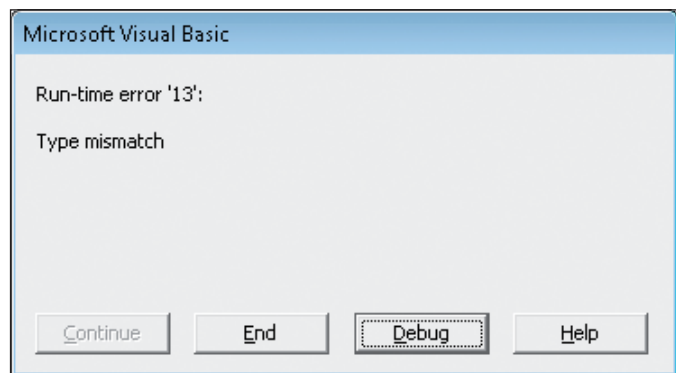 Microsoft Visual Basic
Run-time error '13':
Type mismatch
Continue End Debug Help